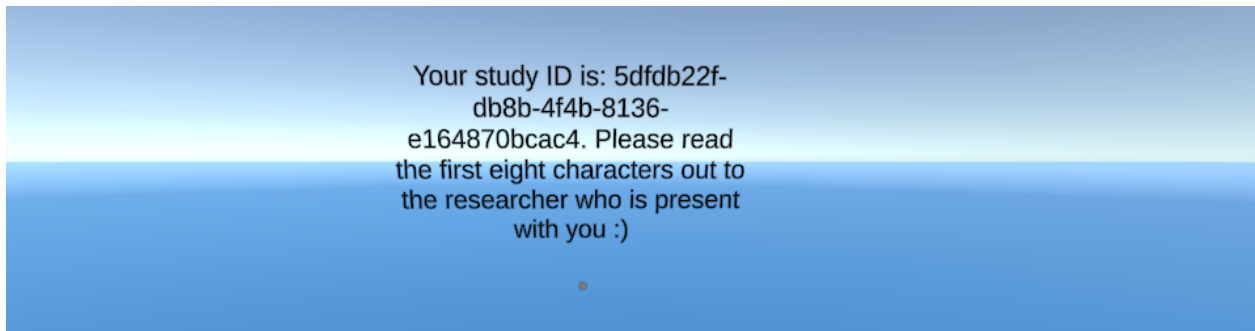 Your study ID is: 5dfdb22f-
db8b-4f4b-8136-
e164870bcac4. Please read
the first eight characters out to
the researcher who is present
with you :)